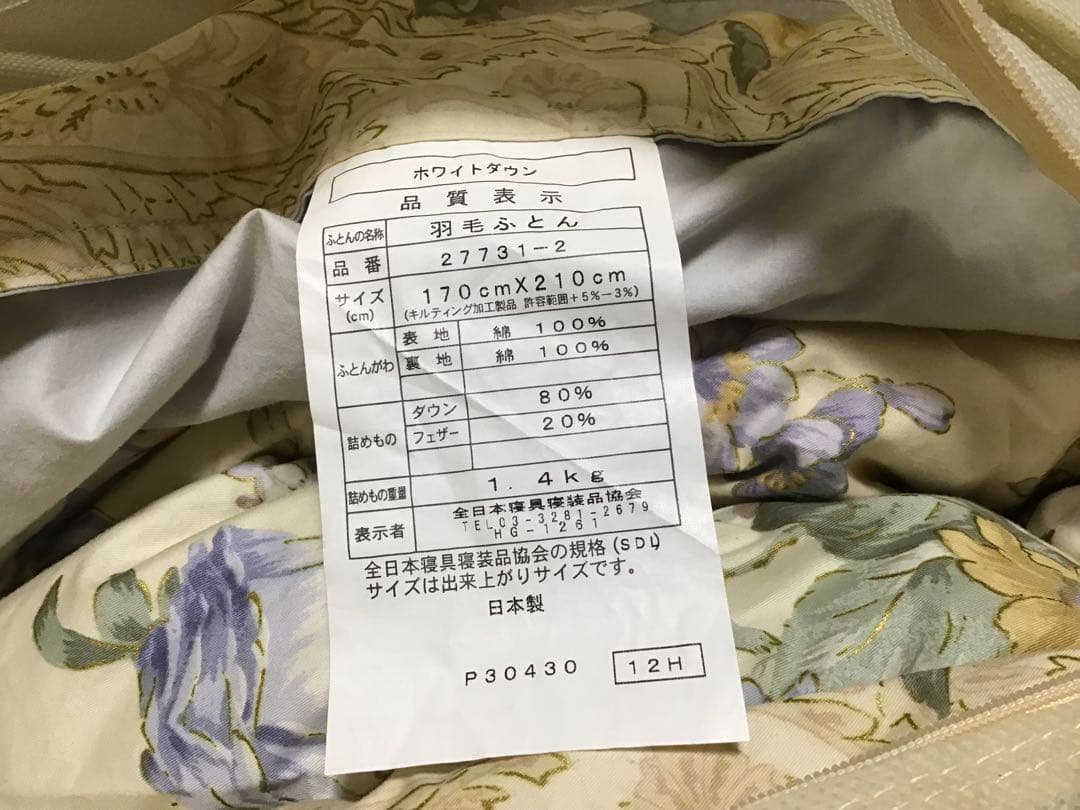 ホワイトダウン
品質表示
ふとんの名称 羽毛ふとん
品番 27731-2
サイズ(cm) 170cmX210cm
(キルティング加工製品 許容範囲+5%-3%)
ふとんがわ 表地 綿 100%
裏地 綿 100%
詰めもの ダウン 80%
フェザー 20%
詰めもの重量 1.4kg
表示者 全日本寝具寝装品協会
TEL03-3281-2679
HG-1261
全日本寝具寝装品協会の規格(SDL)
サイズは出来上がりサイズです。
日本製
P30430 12H